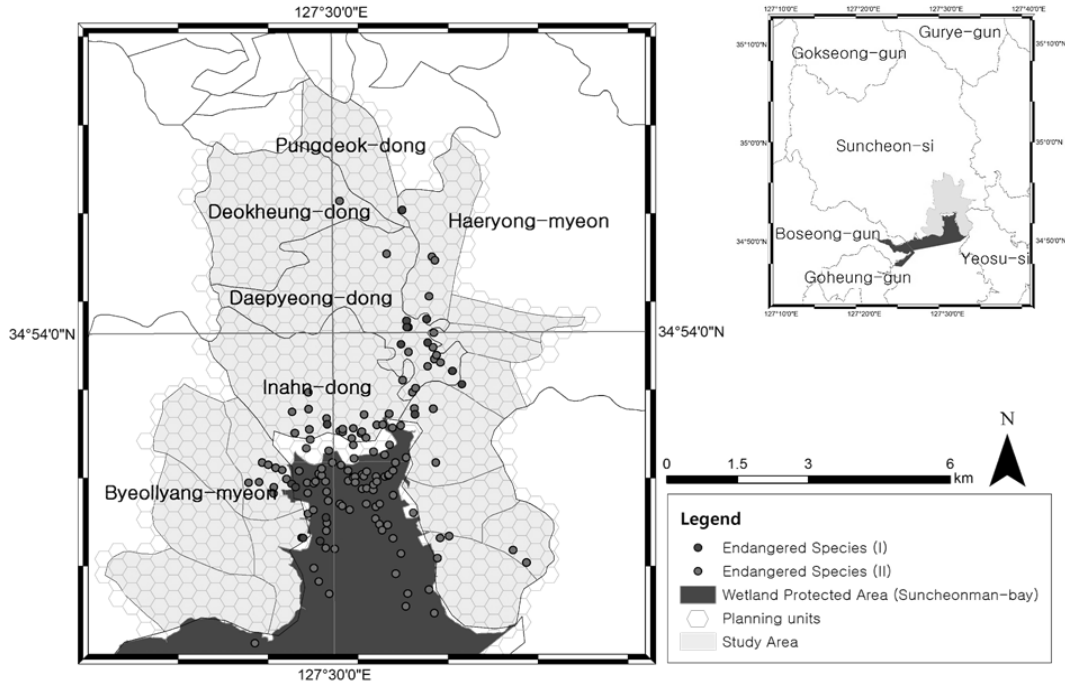 127°30'0"E
Pungdeok-dong
Deokheung-dong
Haeryong-myeon
Daepyeong-dong
34°54'0"N
34°54'0"N
Inahn-dong
Byeollyang-myeon
127°30'0"E
127°10'0"E
127°20'0"E
127°30'0"E
127°40'0"E
Gurye-gun
35°10'0"N
35°10'0"N
Gokseong-gun
35°0'0"N
35°0'0"N
Suncheon-si
Boseong-gun
34°50'0"N
34°50'0"N
Yeosu-si
Goheung-gun
127°10'0"E
127°20'0"E
127°30'0"E
127°40'0"E
N
0
1.5
3
6
km
Legend
Endangered Species (I)
Endangered Species (II)
Wetland Protected Area (Suncheonman-bay)
Planning units
Study Area